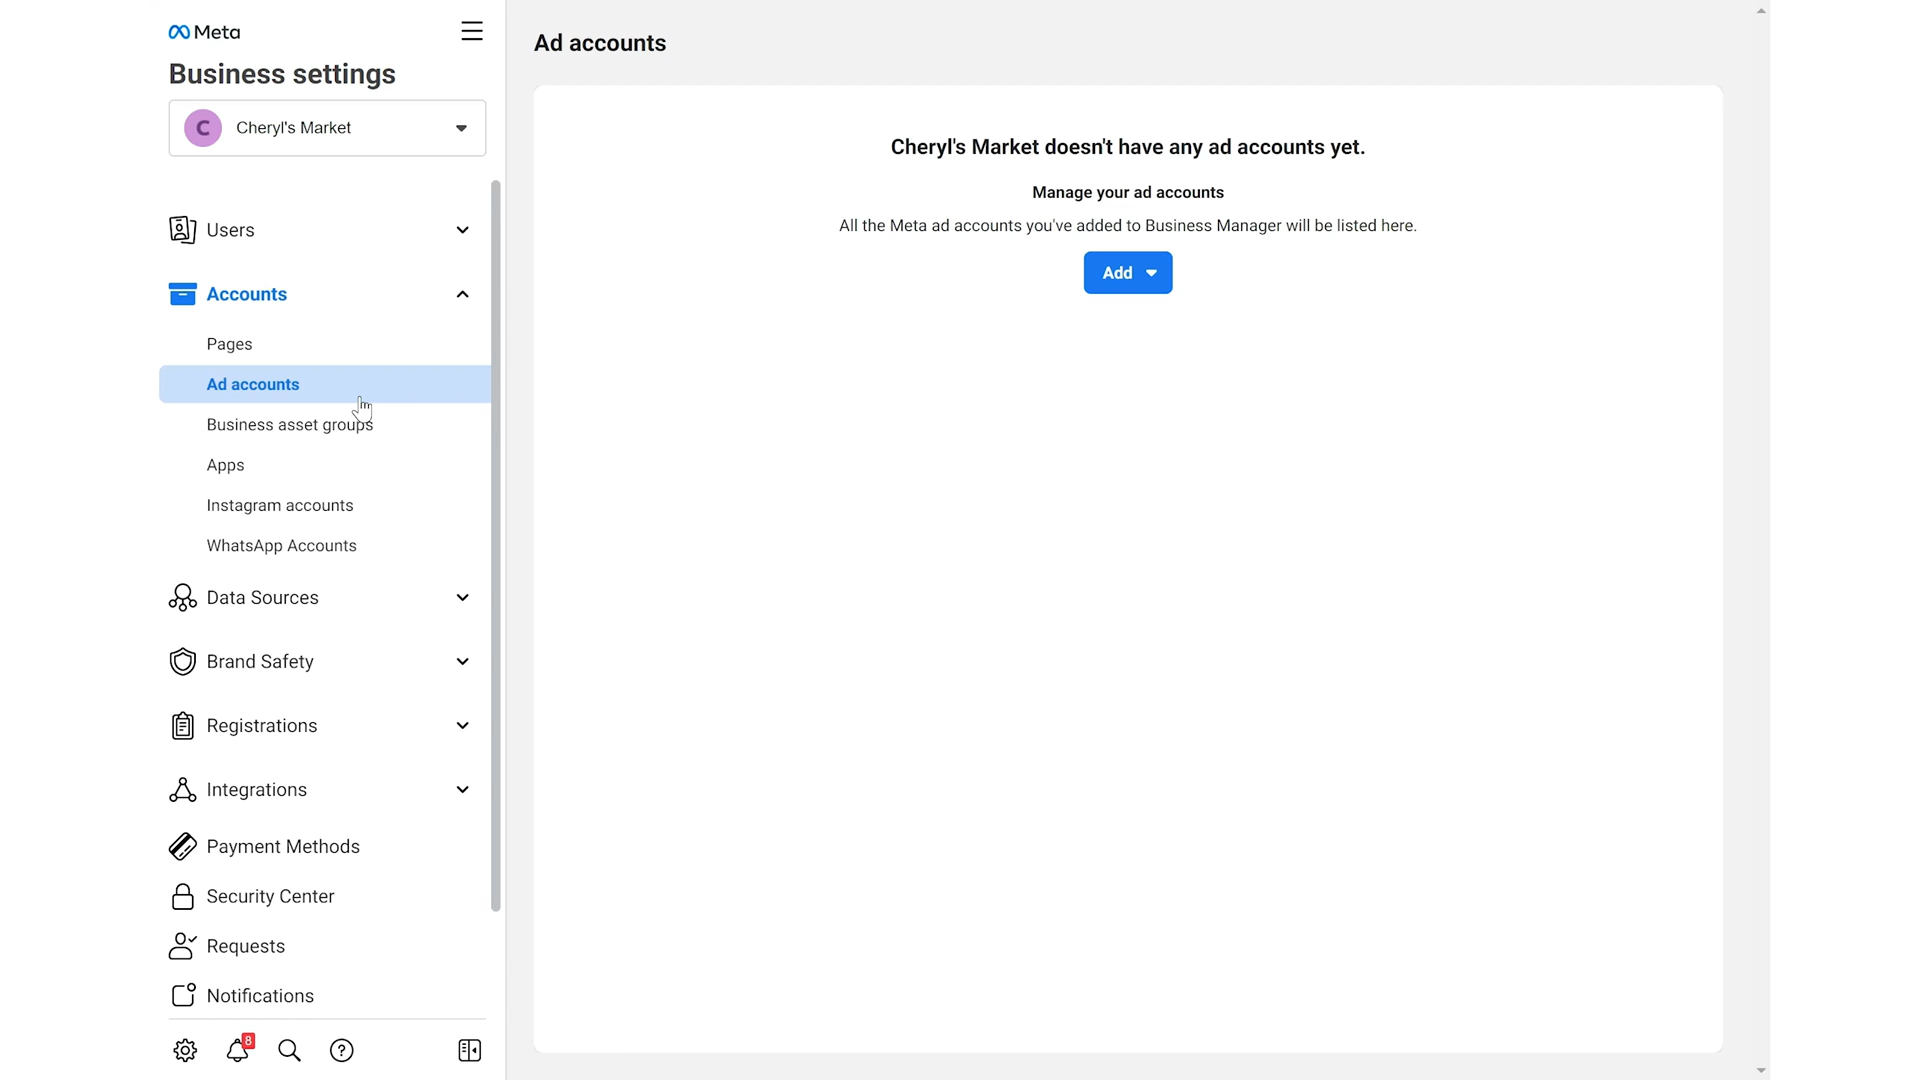 Meta
Business settings
C
Cheryl's Market
Users
Accounts
Pages
Ad accounts
Business asset groups
Apps
Instagram accounts
WhatsApp Accounts
Data Sources
Brand Safety
Registrations
Integrations
Payment Methods
Security Center
Requests
Notifications
8
?
Ad accounts
Cheryl's Market doesn't have any ad accounts yet.
Manage your ad accounts
All the Meta ad accounts you've added to Business Manager will be listed here.
Add